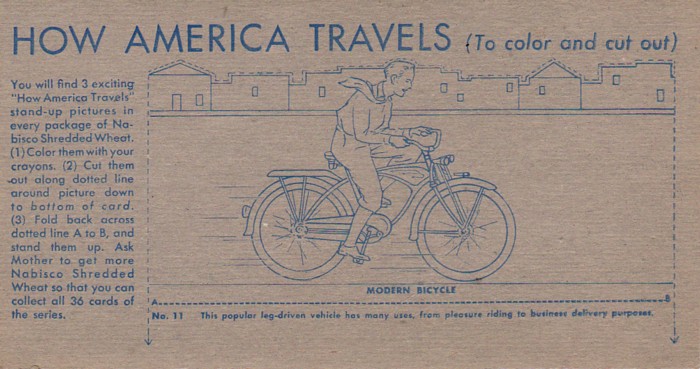 HOW AMERICA TRAVELS (To color and cut out)
You will find 3 exciting
"How America Travels"
stand-up pictures in
every package of Na-
bisco Shredded Wheat.
(1) Color them with your
crayons. (2) Cut them
out along dotted line
around picture down
to bottom of card.
(3) Fold back across
dotted line A to B, and
stand them up. Ask
Mother to get more
Nabisco Shredded
Wheat so that you can
collect all 36 cards of
the series.
MODERN BICYCLE
A B
No. 11 This popular leg-driven vehicle has many uses, from pleasure riding to business delivery purposes.